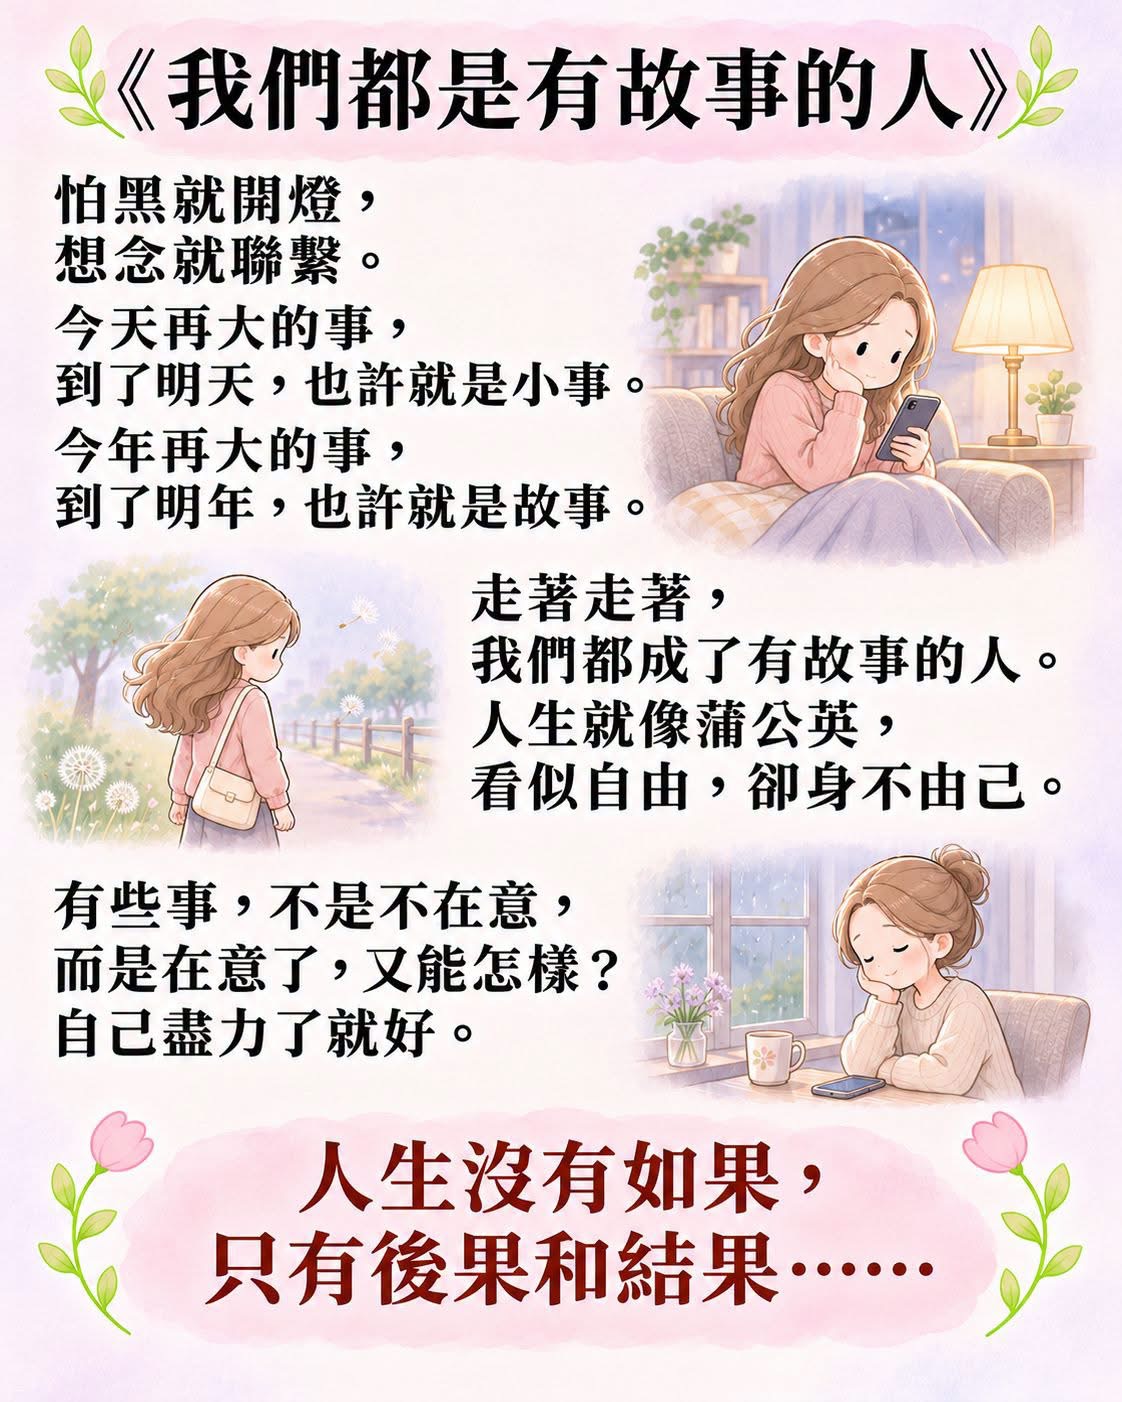 《我們都是有故事的人》
怕黑就開燈，
想念就聯繫。
今天再大的事，
到了明天，也許就是小事。
今年再大的事，
到了明年，也許就是故事。
走著走著，
我們都成了有故事的人。
人生就像蒲公英，
看似自由，卻身不由己。
有些事，不是不在意，
而是在意了，又能怎樣？
自己盡力了就好。
人生沒有如果，
只有後果和結果……